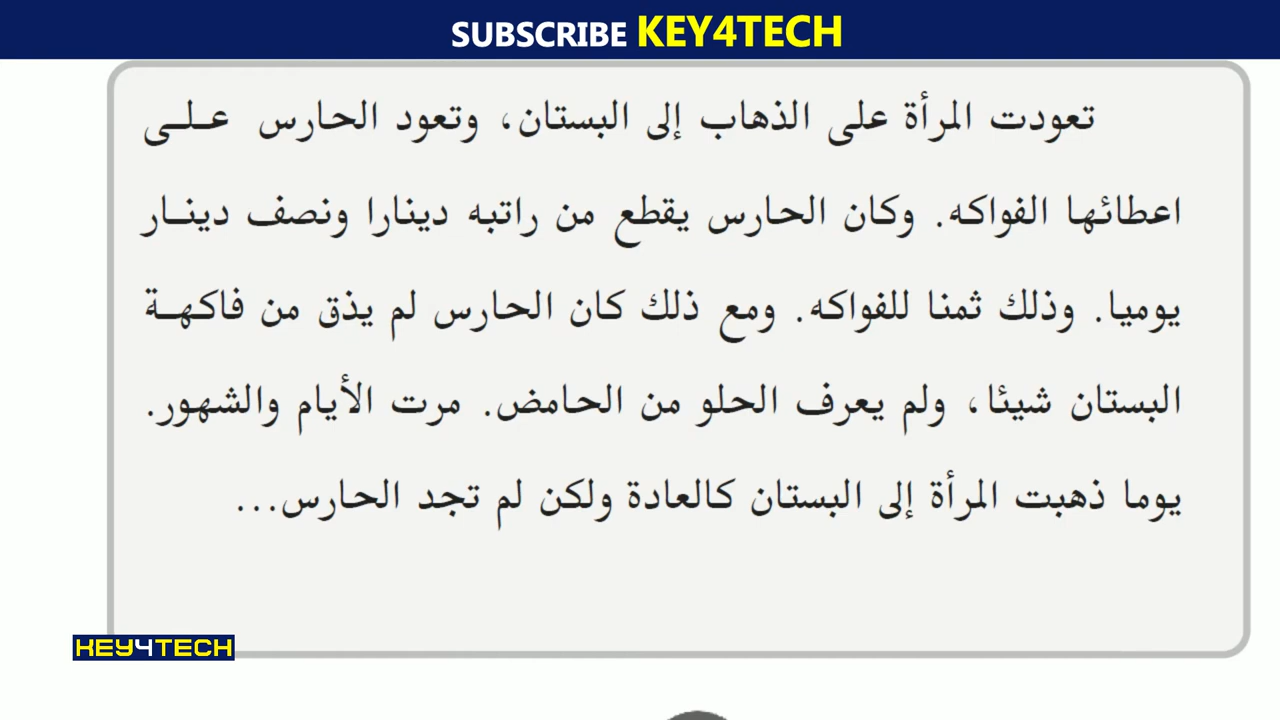 SUBSCRIBE KEY4TECH
تعودت المرأة على الذهاب إلى البستان، وتعود الحارس على
اعطائها الفواكه. وكان الحارس يقطع من راتبه دينارا ونصف دينار
يوميا. وذلك ثمنا للفواكه. ومع ذلك كان الحارس لم يذق من فاكهة
البستان شيئا، ولم يعرف الحلو من الحامض. مرت الأيام والشهور.
يوما ذهبت المرأة إلى البستان كالعادة ولكن لم تجد الحارس...
KEY4TECH